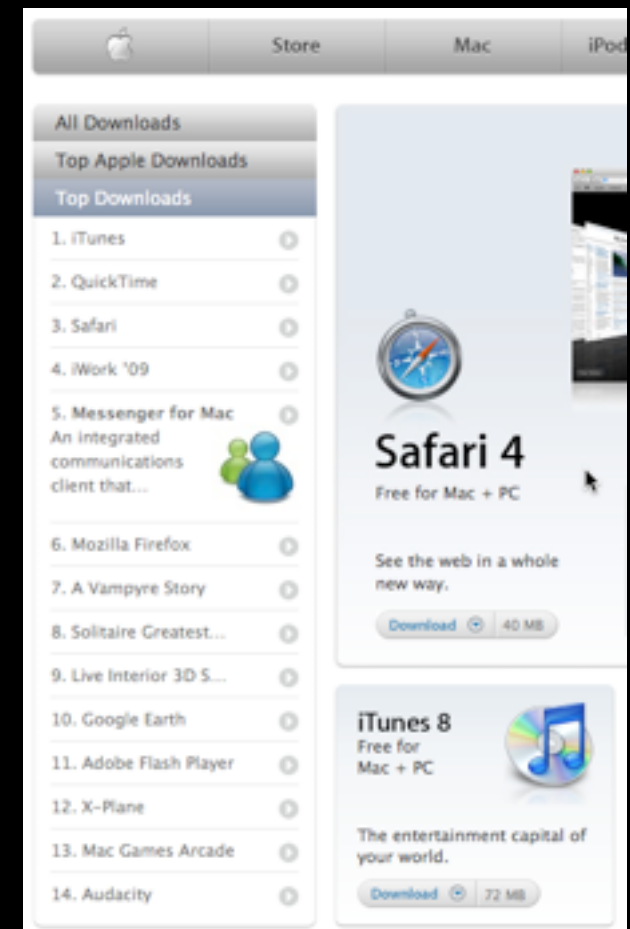 Store Mac iPod
All Downloads
Top Apple Downloads
Top Downloads
1. iTunes
2. QuickTime
3. Safari
4. iWork '09
5. Messenger for Mac
An integrated
communications
client that...
6. Mozilla Firefox
7. A Vampyre Story
8. Solitaire Greatest...
9. Live Interior 3D S...
10. Google Earth
11. Adobe Flash Player
12. X-Plane
13. Mac Games Arcade
14. Audacity
Safari 4
Free for Mac + PC
See the web in a whole
new way.
Download 40 MB
iTunes 8
Free for
Mac + PC
The entertainment capital of
your world.
Download 72 MB